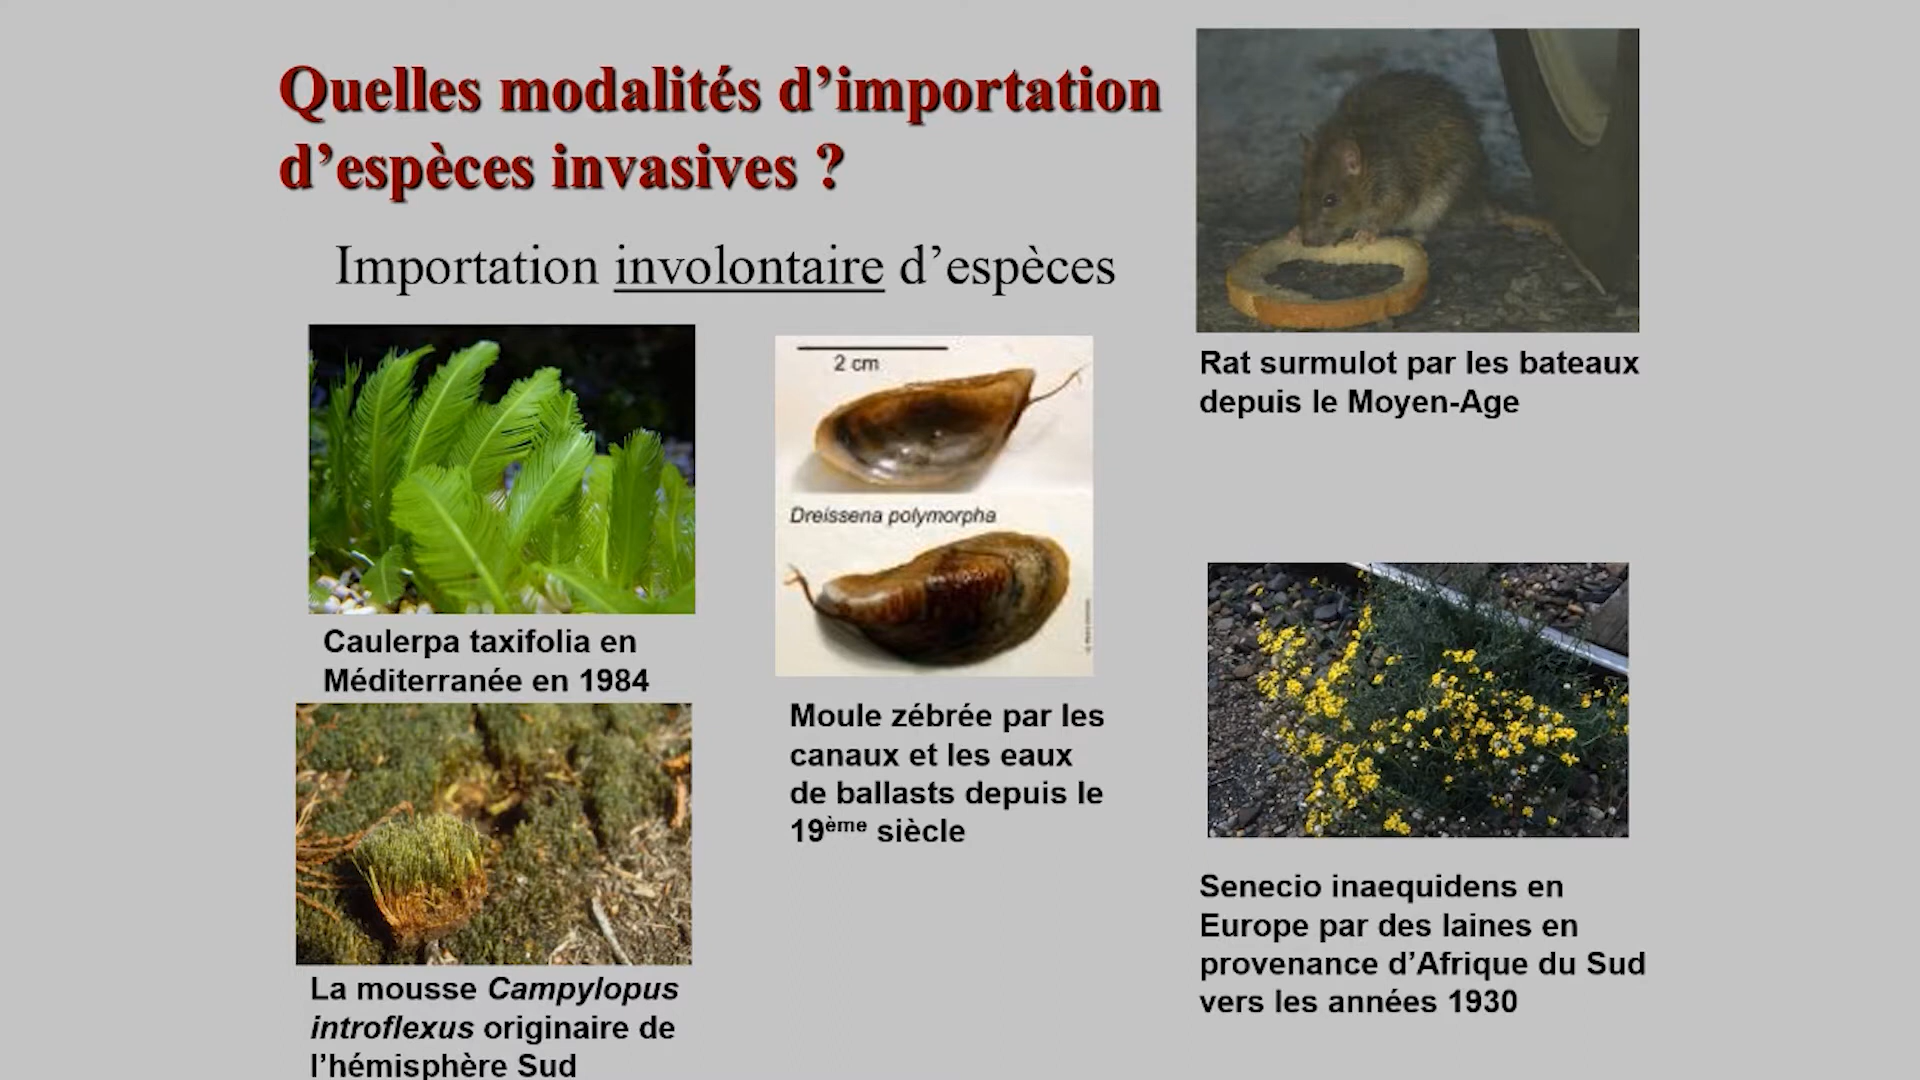 Quelles modalités d’importation
d’espèces invasives ?
Importation involontaire d’espèces
Rat surmulot par les bateaux
depuis le Moyen-Age
2 cm
Dreissena polymorpha
Caulerpa taxifolia en
Méditerranée en 1984
Moule zébrée par les
canaux et les eaux
de ballasts depuis le
19ème siècle
La mousse Campylopus
introflexus originaire de
l’hémisphère Sud
Senecio inaequidens en
Europe par des laines en
provenance d’Afrique du Sud
vers les années 1930